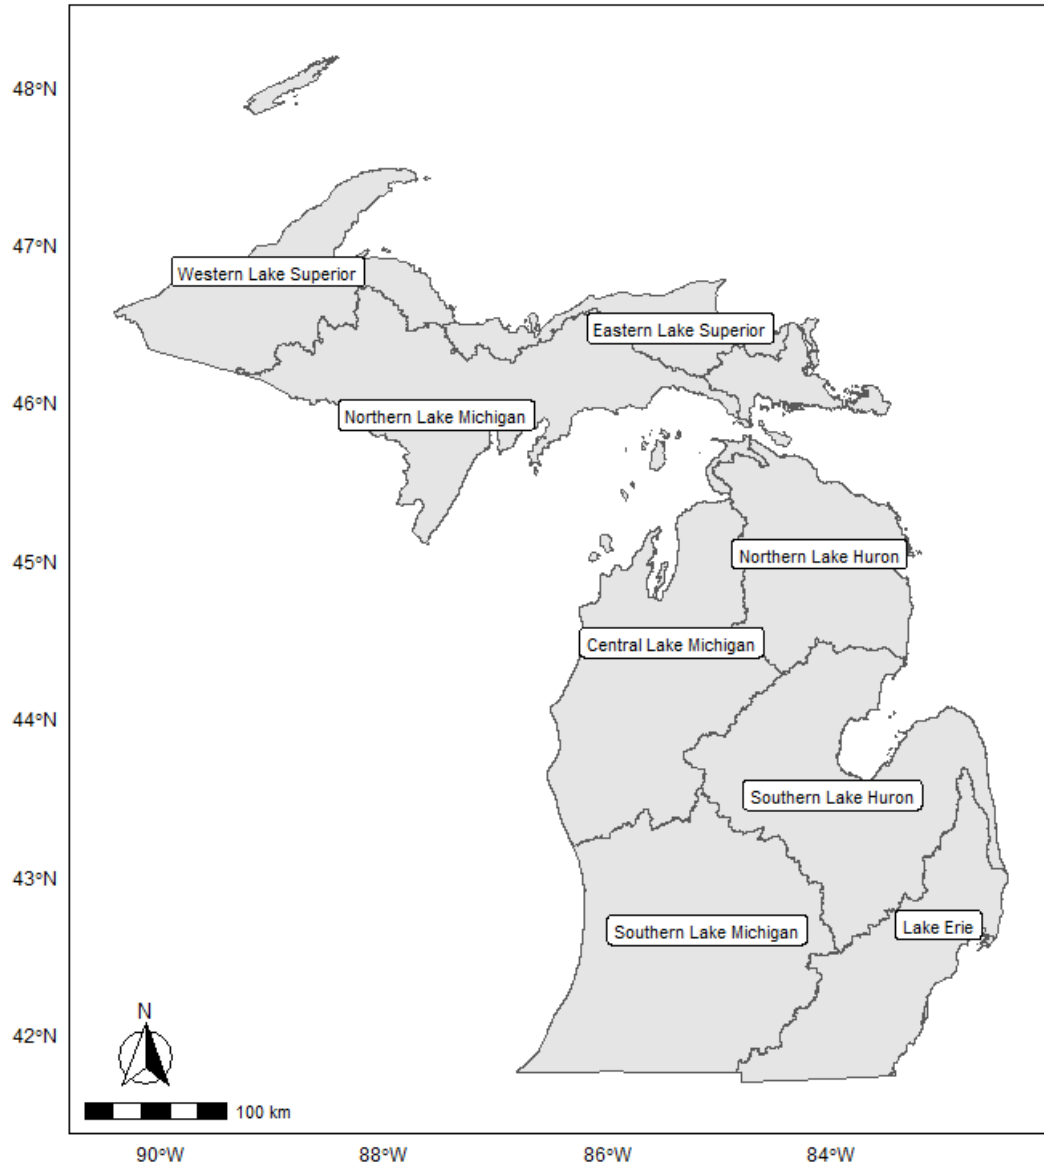 48°N
47°N
Western Lake Superior
Eastern Lake Superior
46°N
Northern Lake Michigan
45°N
Northern Lake Huron
Central Lake Michigan
44°N
Southern Lake Huron
43°N
Southern Lake Michigan
Lake Erie
42°N
N
100 km
90°W
88°W
86°W
84°W